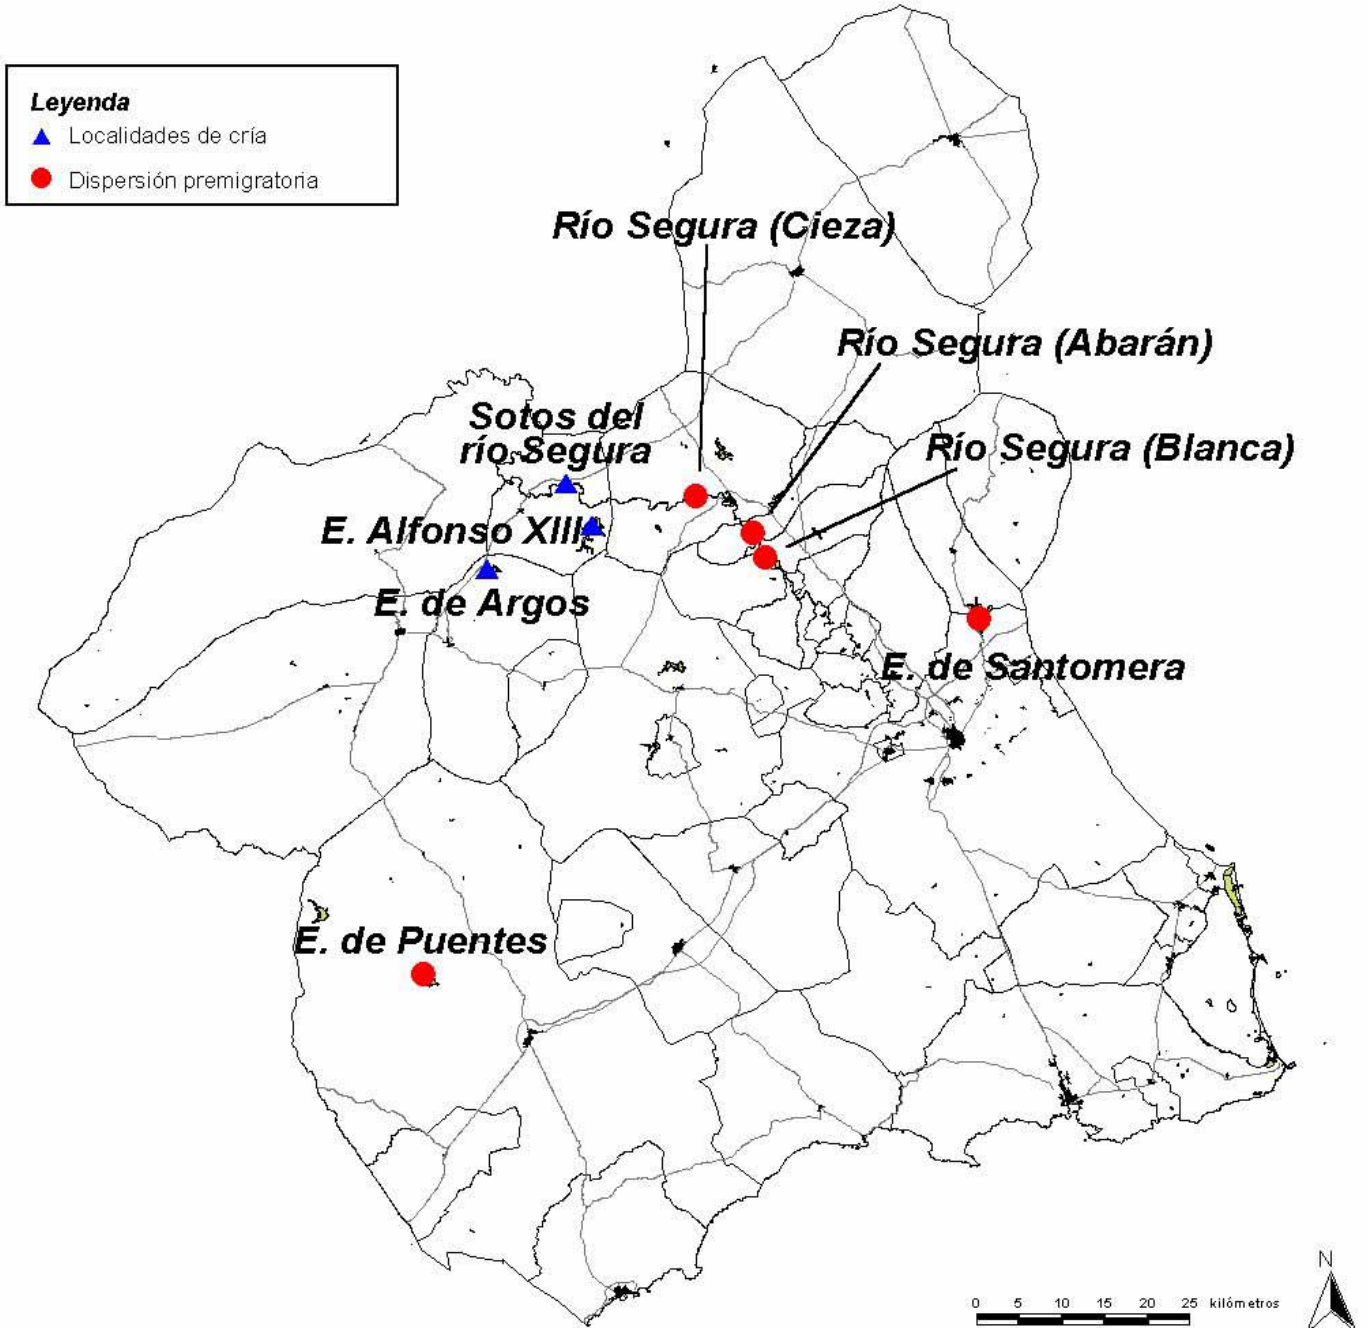 Leyenda
Localidades de cría
Dispersión premigratoria
Río Segura (Cieza)
Río Segura (Abarán)
Sotos del
río Segura
Río Segura (Blanca)
E. Alfonso XIII
E. de Argos
E. de Santomera
E. de Puentes
N
0 5 10 15 20 25 kilómetros